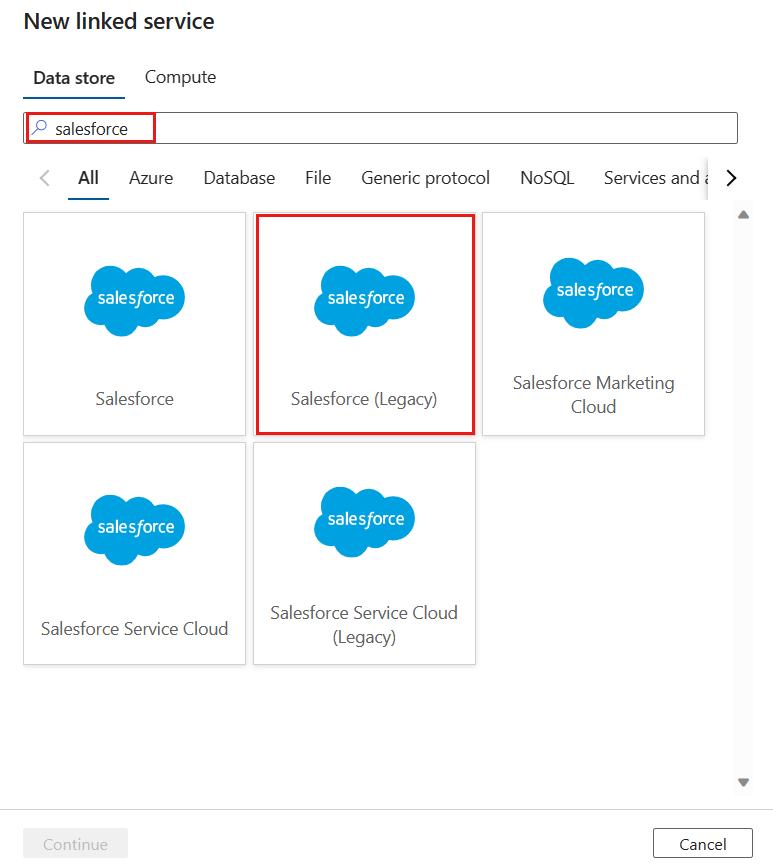 New linked service
Data store Compute
salesforce
All Azure Database File Generic protocol NoSQL Services and
salesforce salesforce salesforce
Salesforce Salesforce (Legacy) Salesforce Marketing
Cloud
salesforce salesforce
Salesforce Service Cloud Salesforce Service Cloud
(Legacy)
Continue Cancel